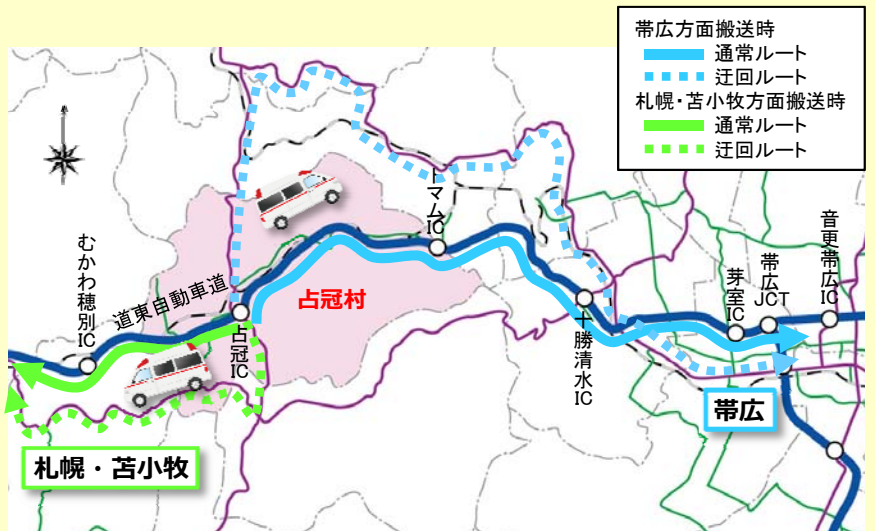 帯広方面搬送時
通常ルート
迂回ルート
札幌・苫小牧方面搬送時
通常ルート
迂回ルート
トマムIC
むかわ穂別IC
道東自動車道
占冠村
占冠IC
十勝清水IC
芽室IC
帯広JCT
音更帯広IC
帯広
札幌・苫小牧